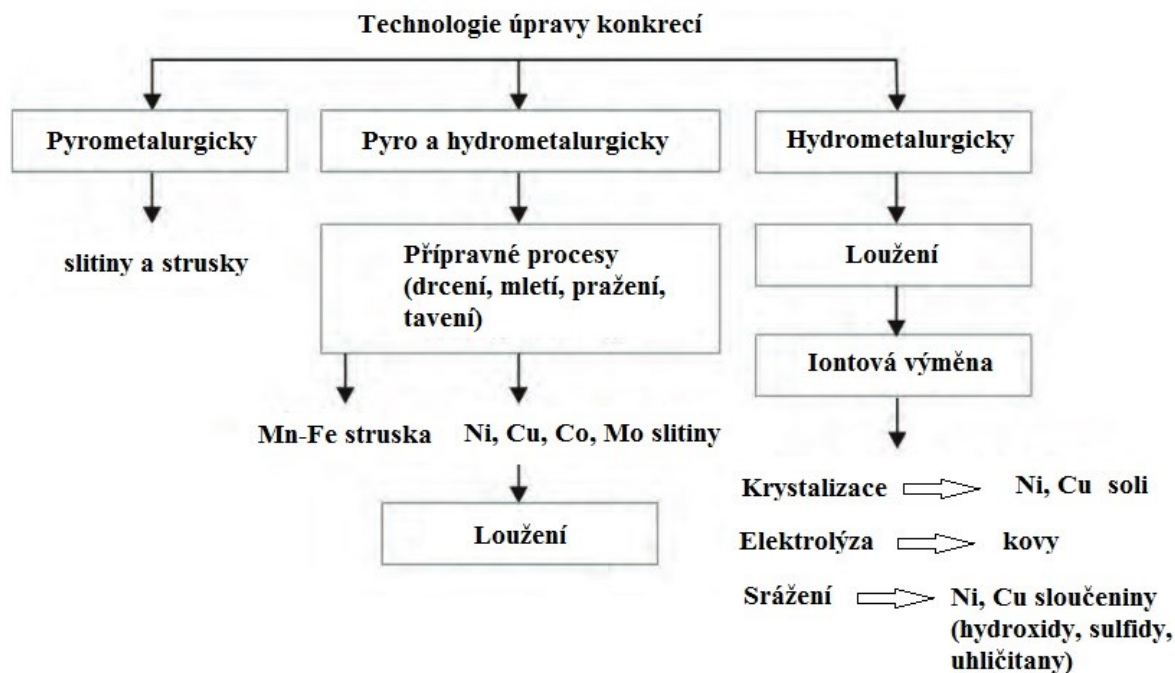 Technologie úpravy konkrecí
Pyrometalurgicky
Pyro a hydrometalurgicky
Hydrometalurgicky
slitiny a strusky
Přípravné procesy
(drcení, mletí, pražení,
tavení)
Loužení
Iontová výměna
Mn-Fe struska
Ni, Cu, Co, Mo slitiny
Loužení
Krystalizace
Ni, Cu soli
Elektrolýza
kovy
Srážení
Ni, Cu sloučeniny
(hydroxidy, sulfidy,
uhličitany)